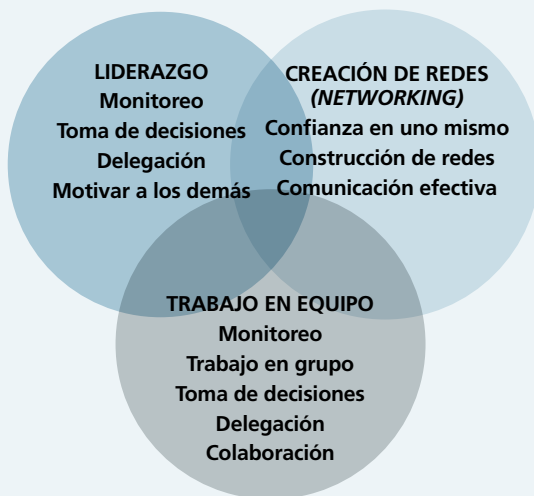 LIDERAZGO
Monitoreo
Toma de decisiones
Delegación
Motivar a los demás
CREACIÓN DE REDES
(NETWORKING)
Confianza en uno mismo
Construcción de redes
Comunicación efectiva
TRABAJO EN EQUIPO
Monitoreo
Trabajo en grupo
Toma de decisiones
Delegación
Colaboración